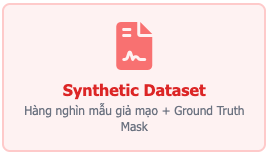 Synthetic Dataset
Hàng nghìn mẫu giả mạo + Ground Truth
Mask